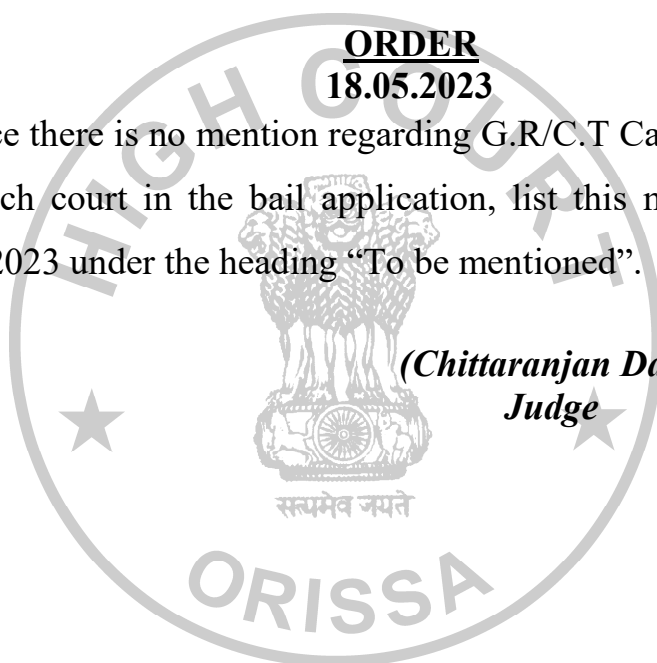 ORDER
18.05.2023
ce there is no mention regarding G.R/C.T Ca
ch court in the bail application, list this m
2023 under the heading “To be mentioned”.
(Chittaranjan Da
Judge
HIGH COURT
सत्यमेव जयते
ORISSA